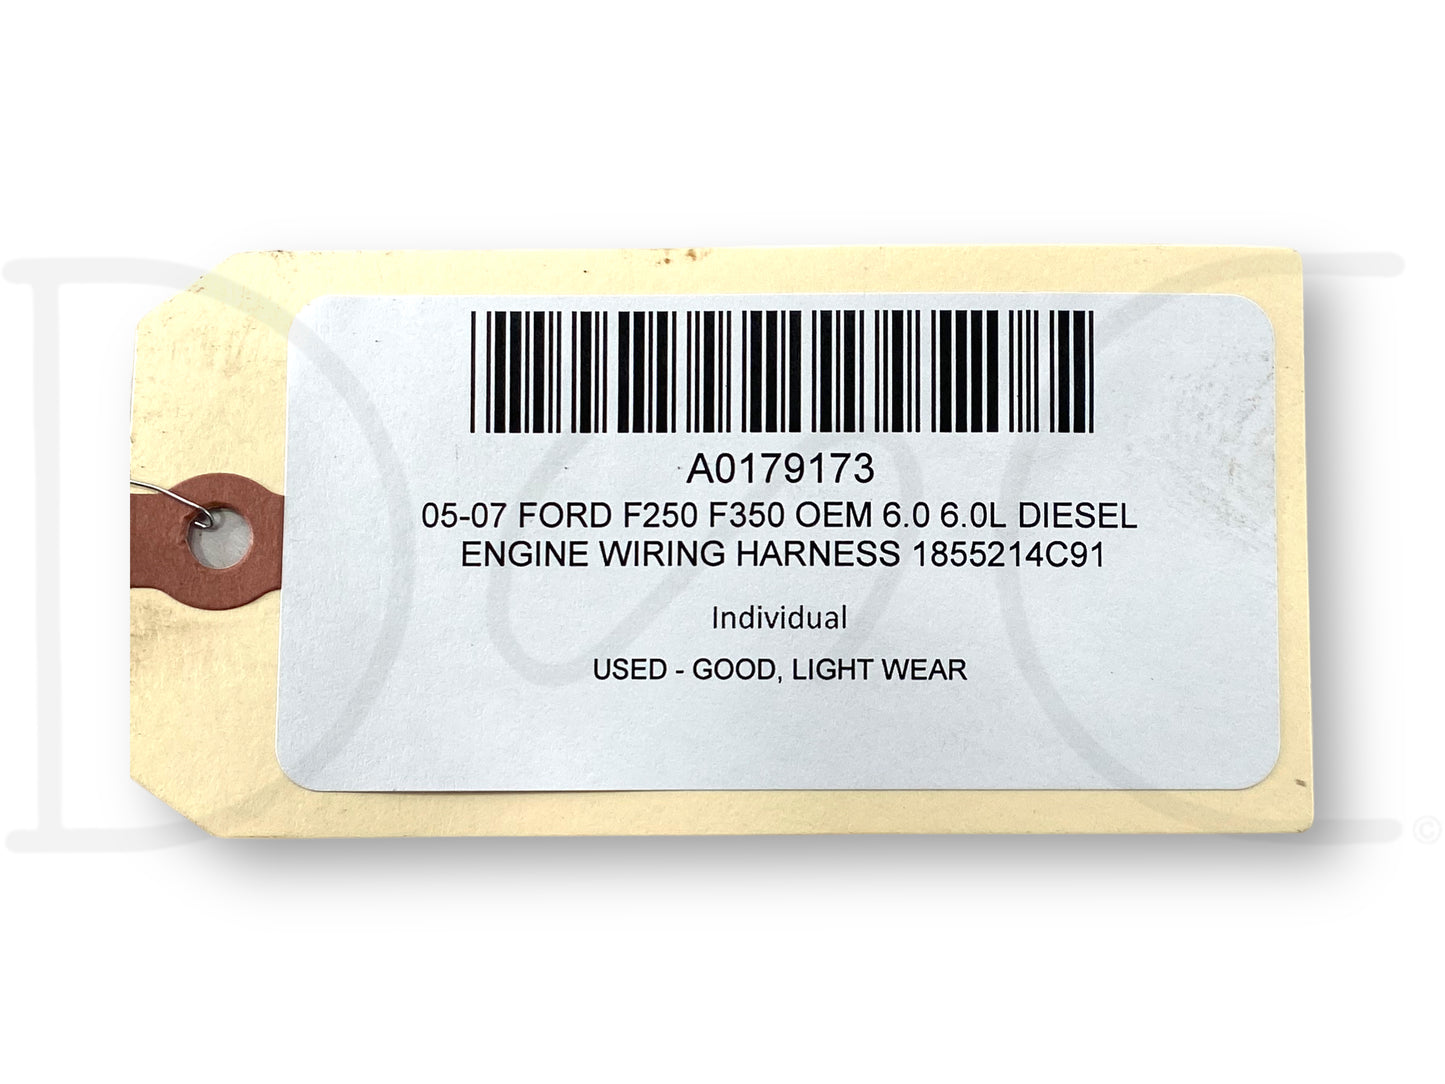 A0179173
05-07 FORD F250 F350 OEM 6.0 6.0L DIESEL
ENGINE WIRING HARNESS 1855214C91
Individual
USED - GOOD, LIGHT WEAR
©